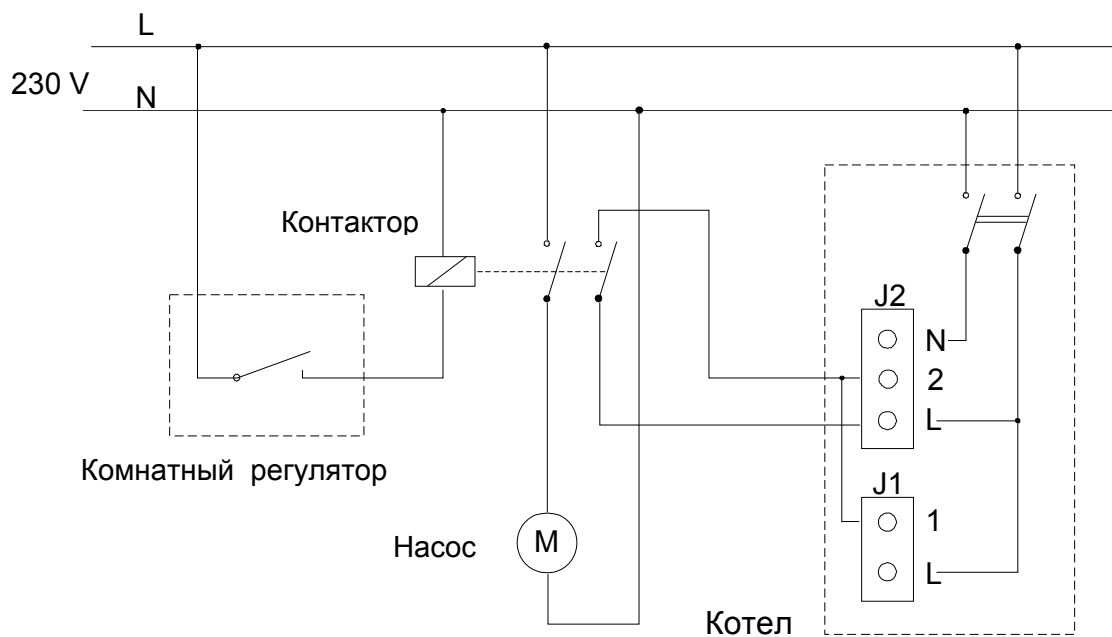 L
230 V
N
Контактор
J2
N
2
L
Комнатный регулятор
J1
1
Насос
M
L
Котел